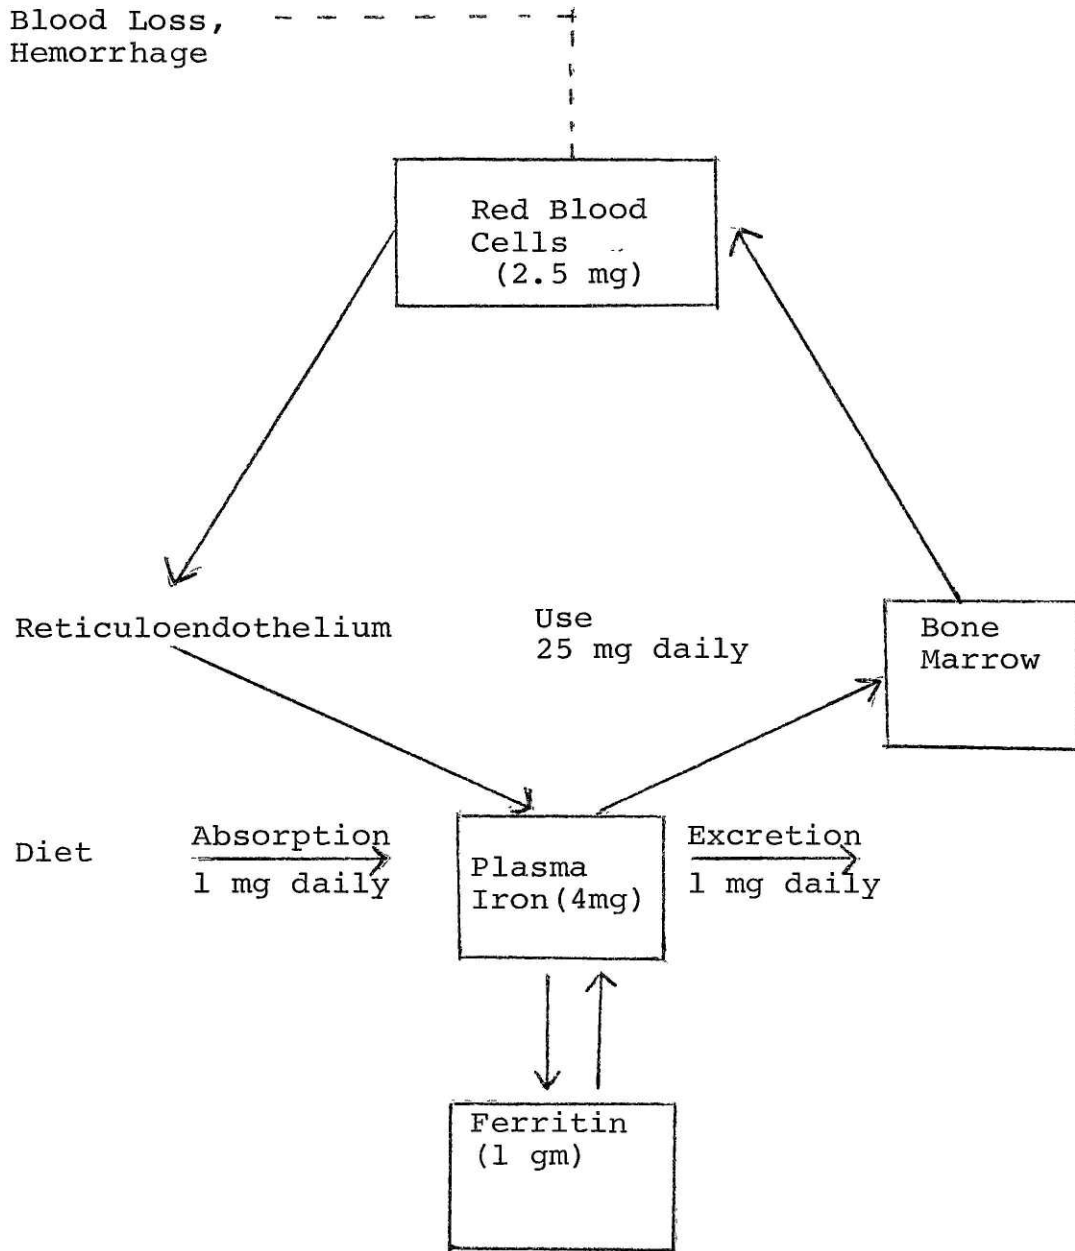 Blood Loss,
Hemorrhage
Red Blood
Cells
(2.5 mg)
Reticuloendothelium
Use
25 mg daily
Bone
Marrow
Diet
Absorption
1 mg daily
Plasma
Iron(4mg)
Excretion
1 mg daily
Ferritin
(1 gm)